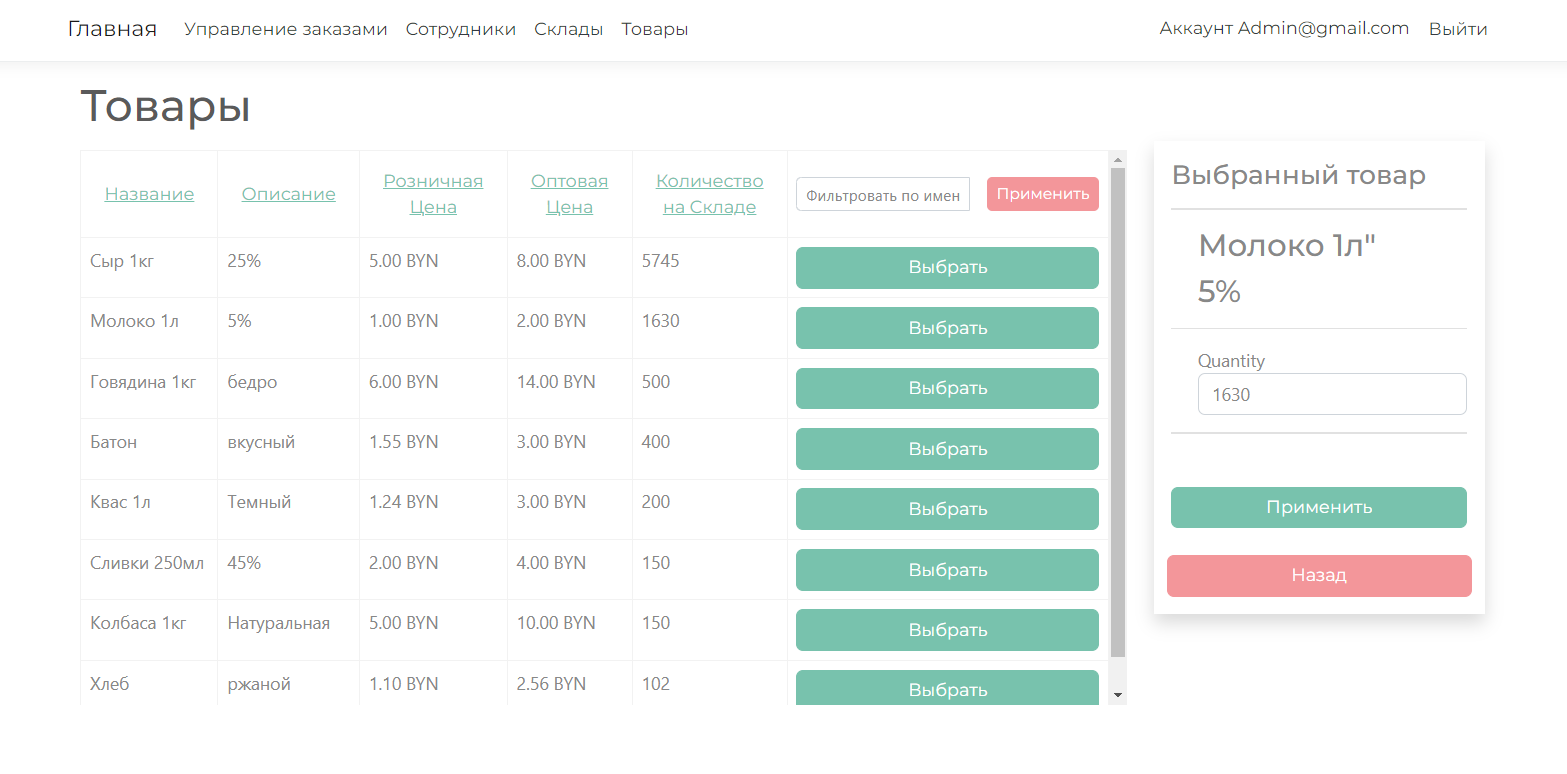 Главная Управление заказами Сотрудники Склады Товары Аккаунт Admin@gmail.com Выйти
Товары
Название Описание Розничная Цена Оптовая Цена Количество на Складе Фильтровать по имен Применить
Сыр 1кг 25% 5.00 BYN 8.00 BYN 5745 Выбрать
Молоко 1л 5% 1.00 BYN 2.00 BYN 1630 Выбрать
Говядина 1кг бедро 6.00 BYN 14.00 BYN 500 Выбрать
Батон вкусный 1.55 BYN 3.00 BYN 400 Выбрать
Квас 1л Темный 1.24 BYN 3.00 BYN 200 Выбрать
Сливки 250мл 45% 2.00 BYN 4.00 BYN 150 Выбрать
Колбаса 1кг Натуральная 5.00 BYN 10.00 BYN 150 Выбрать
Хлеб ржаной 1.10 BYN 2.56 BYN 102 Выбрать
Выбранный товар
Молоко 1л"
5%
Quantity
1630
Применить
Назад